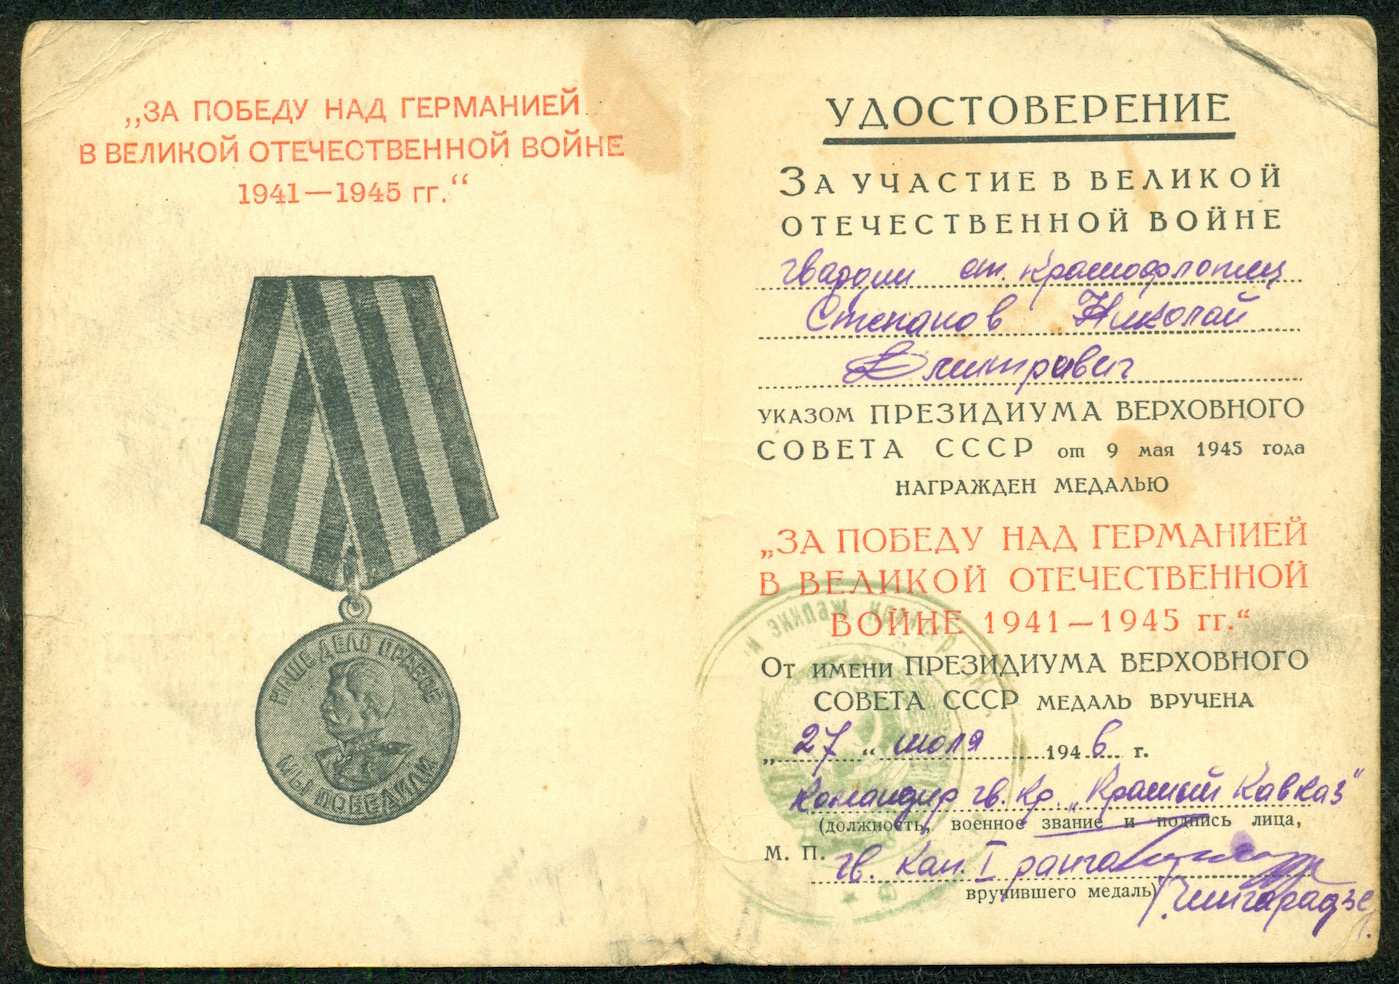 „ЗА ПОБЕДУ НАД ГЕРМАНИЕЙ
В ВЕЛИКОЙ ОТЕЧЕСТВЕННОЙ ВОЙНЕ
1941—1945 гг.“
НАШЕ ДЕЛО ПРАВОЕ
МЫ ПОБЕДИЛИ
УДОСТОВЕРЕНИЕ
ЗА УЧАСТИЕ В ВЕЛИКОЙ
ОТЕЧЕСТВЕННОЙ ВОЙНЕ
гвардии ст. краснофлотец
Степанов Николай
Дмитревич
УКАЗОМ ПРЕЗИДИУМА ВЕРХОВНОГО
СОВЕТА СССР от 9 мая 1945 года
НАГРАЖДЕН МЕДАЛЬЮ
„ЗА ПОБЕДУ НАД ГЕРМАНИЕЙ
В ВЕЛИКОЙ ОТЕЧЕСТВЕННОЙ
ВОЙНЕ 1941—1945 гг.“
ОТ ИМЕНИ ПРЕЗИДИУМА ВЕРХОВНОГО
СОВЕТА СССР МЕДАЛЬ ВРУЧЕНА
„27“ июля 1946 г.
Командир гв. кр. „Красный Кавказ"
(должность, военное звание и подпись лица,
М. П. гв. кап. I ранга
вручившего медаль)